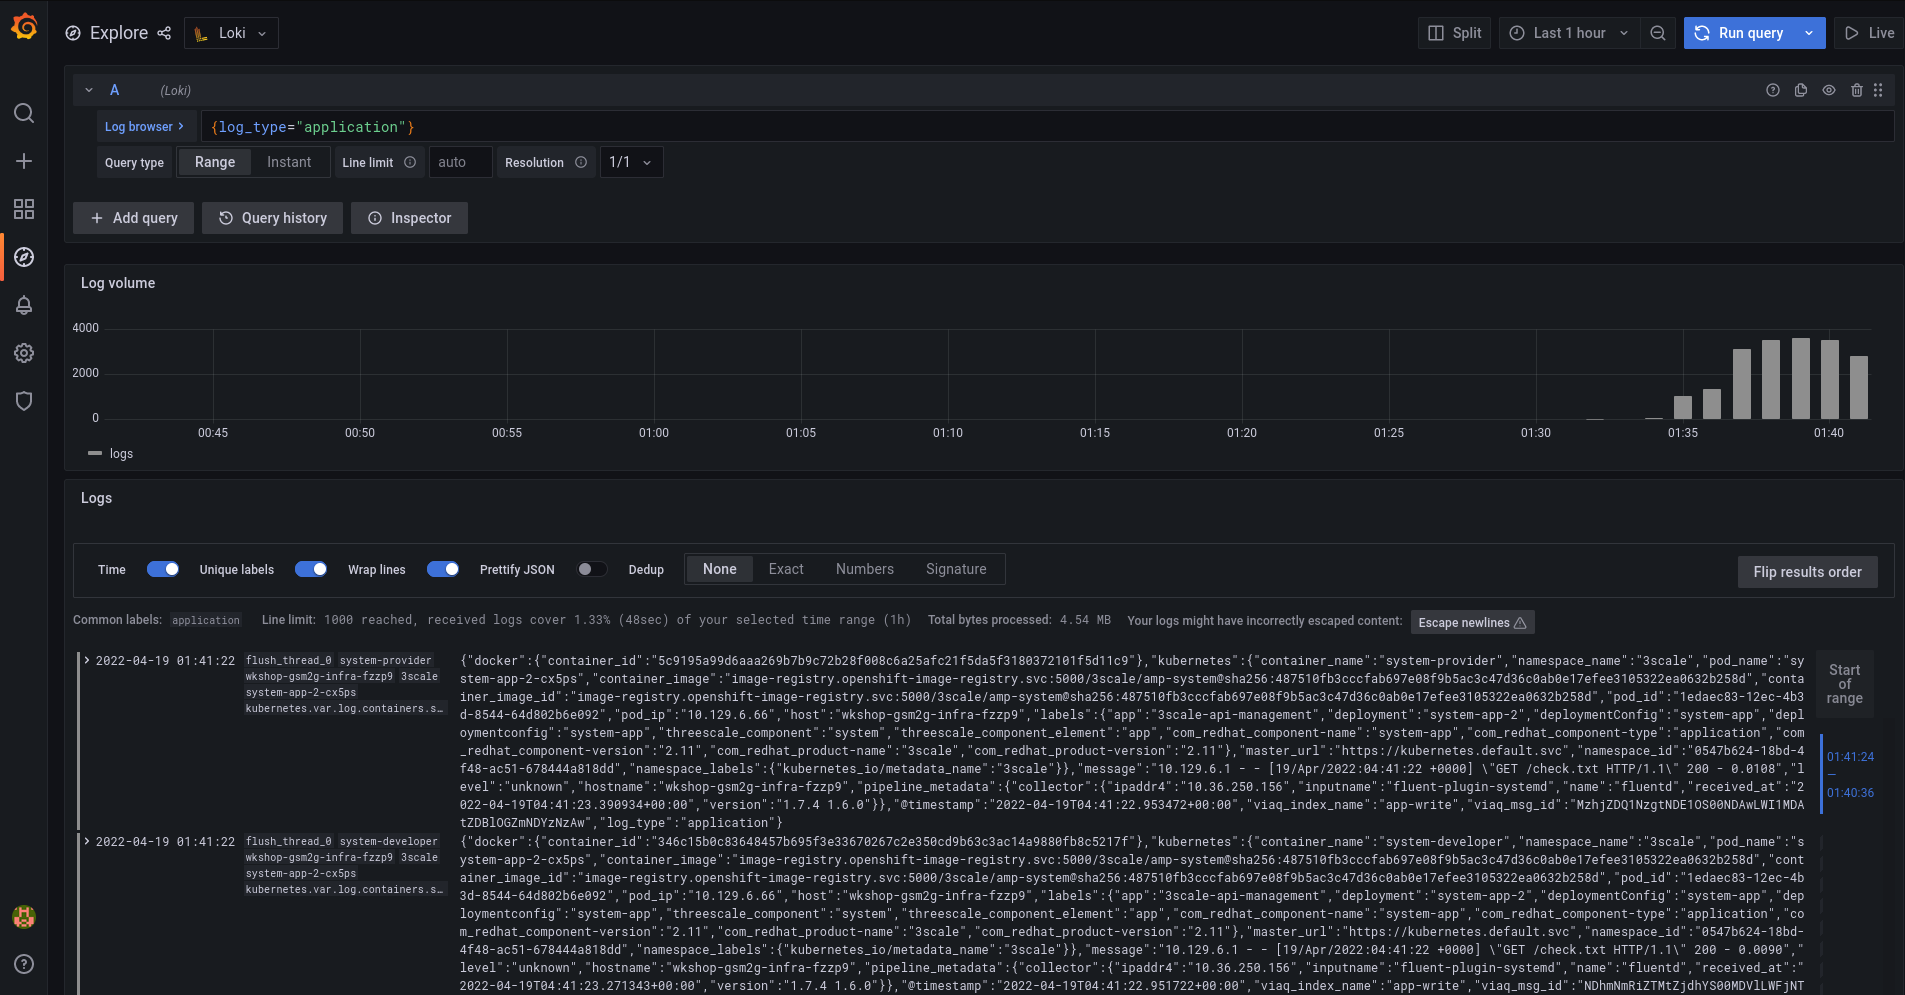 Explore Loki Split Last 1 hour Run query Live
A (Loki)
Log browser > {log_type="application"}
Query type Range Instant Line limit auto Resolution 1/1
+ Add query Query history Inspector
Log volume
4000
2000
0
00:45 00:50 00:55 01:00 01:05 01:10 01:15 01:20 01:25 01:30 01:35 01:40
logs
Logs
Time Unique labels Wrap lines Prettify JSON Dedup None Exact Numbers Signature Flip results order
Common labels: application Line limit: 1000 reached, received logs cover 1.33% (48sec) of your selected time range (1h) Total bytes processed: 4.54 MB Your logs might have incorrectly escaped content: Escape newlines
2022-04-19 01:41:22
flush_thread_0 system-provider
wkshop-gsm2g-infra-fzzp9 3scale
system-app-2-cx5ps
kubernetes.var.log.containers.s…
{"docker":{"container_id":"5c9195a99d6aaa269b7b9c72b28f008c6a25afc21f5da5f3180372101f5d11c9"},"kubernetes":{"container_name":"system-provider","namespace_name":"3scale","pod_name":"sy
stem-app-2-cx5ps","container_image":"image-registry.openshift-image-registry.svc:5000/3scale/amp-system@sha256:487510fb3cccfab697e08f9b5ac3c47d36c0ab0e17efee3105322ea0632b258d","conta
iner_image_id":"image-registry.openshift-image-registry.svc:5000/3scale/amp-system@sha256:487510fb3cccfab697e08f9b5ac3c47d36c0ab0e17efee3105322ea0632b258d","pod_id":"1edaec83-12ec-4b3
d-8544-64d802b6e092","pod_ip":"10.129.6.66","host":"wkshop-gsm2g-infra-fzzp9","labels":{"app":"3scale-api-management","deployment":"system-app-2","deploymentConfig":"system-app","depl
oymentconfig":"system-app","threescale_component":"system","threescale_component_element":"app","com_redhat_component-name":"system-app","com_redhat_component-type":"application","com
_redhat_component-version":"2.11","com_redhat_product-name":"3scale","com_redhat_product-version":"2.11"},"master_url":"https://kubernetes.default.svc","namespace_id":"0547b624-18bd-4
f48-ac51-678444a818dd","namespace_labels":{"kubernetes_io/metadata_name":"3scale"}},"message":"10.129.6.1 - - [19/Apr/2022:04:41:22 +0000] \"GET /check.txt HTTP/1.1\" 200 - 0.0108","l
evel":"unknown","hostname":"wkshop-gsm2g-infra-fzzp9","pipeline_metadata":{"collector":{"ipaddr4":"10.36.250.156","inputname":"fluent-plugin-systemd","name":"fluentd","received_at":"2
022-04-19T04:41:23.390934+00:00","version":"1.7.4 1.6.0"}},"@timestamp":"2022-04-19T04:41:22.953472+00:00","viaq_index_name":"app-write","viaq_msg_id":"MzhjZDQ1NzgtNDE1OS00NDAwLWI1MDA
tZDBlOGZmNDYzNzAw","log_type":"application"}
Start
of
range
01:41:24
—
01:40:36
2022-04-19 01:41:22
flush_thread_0 system-developer
wkshop-gsm2g-infra-fzzp9 3scale
system-app-2-cx5ps
kubernetes.var.log.containers.s…
{"docker":{"container_id":"346c15b0c83648457b695f3e33670267c2e350cd9b63c3ac14a9880fb8c5217f"},"kubernetes":{"container_name":"system-developer","namespace_name":"3scale","pod_name":"s
ystem-app-2-cx5ps","container_image":"image-registry.openshift-image-registry.svc:5000/3scale/amp-system@sha256:487510fb3cccfab697e08f9b5ac3c47d36c0ab0e17efee3105322ea0632b258d","cont
ainer_image_id":"image-registry.openshift-image-registry.svc:5000/3scale/amp-system@sha256:487510fb3cccfab697e08f9b5ac3c47d36c0ab0e17efee3105322ea0632b258d","pod_id":"1edaec83-12ec-4b
3d-8544-64d802b6e092","pod_ip":"10.129.6.66","host":"wkshop-gsm2g-infra-fzzp9","labels":{"app":"3scale-api-management","deployment":"system-app-2","deploymentConfig":"system-app","dep
loymentconfig":"system-app","threescale_component":"system","threescale_component_element":"app","com_redhat_component-name":"system-app","com_redhat_component-type":"application","co
m_redhat_component-version":"2.11","com_redhat_product-name":"3scale","com_redhat_product-version":"2.11"},"master_url":"https://kubernetes.default.svc","namespace_id":"0547b624-18bd-
4f48-ac51-678444a818dd","namespace_labels":{"kubernetes_io/metadata_name":"3scale"}},"message":"10.129.6.1 - - [19/Apr/2022:04:41:22 +0000] \"GET /check.txt HTTP/1.1\" 200 - 0.0090","
level":"unknown","hostname":"wkshop-gsm2g-infra-fzzp9","pipeline_metadata":{"collector":{"ipaddr4":"10.36.250.156","inputname":"fluent-plugin-systemd","name":"fluentd","received_at":"
2022-04-19T04:41:23.271343+00:00","version":"1.7.4 1.6.0"}},"@timestamp":"2022-04-19T04:41:22.951722+00:00","viaq_index_name":"app-write","viaq_msg_id":"NDhmNmRiZTMtZjdhYS00MDVlLWFjNT